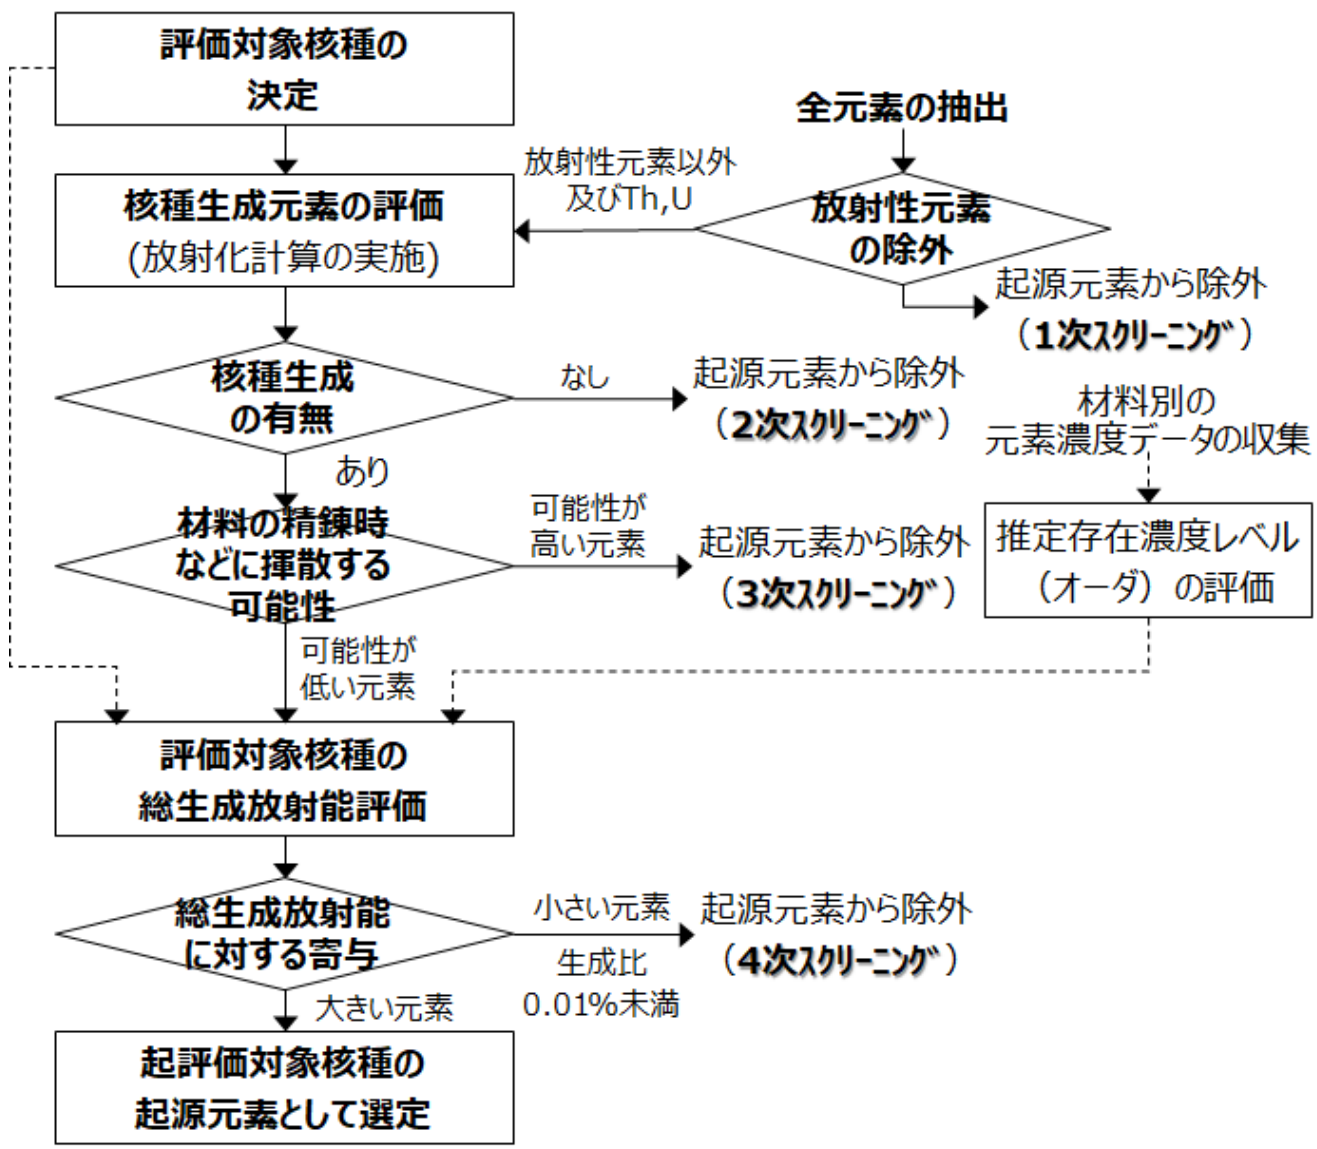 評価対象核種の
決定
全元素の抽出
放射性元素以外
及びTh,U
放射性元素
の除外
核種生成元素の評価
(放射化計算の実施)
起源元素から除外
（1次ｽｸﾘｰﾆﾝｸﾞ）
核種生成
の有無
なし
起源元素から除外
（2次ｽｸﾘｰﾆﾝｸﾞ）
材料別の
元素濃度データの収集
あり
材料の精錬時
などに揮散する
可能性
可能性が
高い元素
起源元素から除外
（3次ｽｸﾘｰﾆﾝｸﾞ）
推定存在濃度レベル
（オーダ）の評価
可能性が
低い元素
評価対象核種の
総生成放射能評価
総生成放射能
に対する寄与
小さい元素
生成比
0.01%未満
起源元素から除外
（4次ｽｸﾘｰﾆﾝｸﾞ）
大きい元素
起評価対象核種の
起源元素として選定